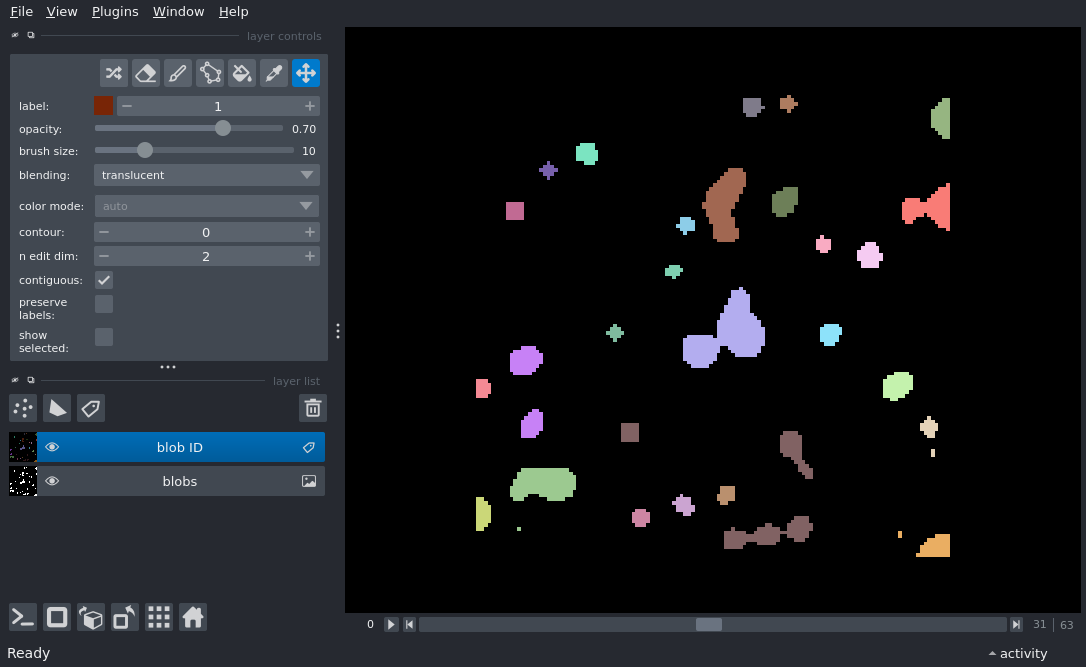 File View Plugins Window Help
layer controls
label: 1
opacity: 0.70
brush size: 10
blending: translucent
color mode: auto
contour: 0
n edit dim: 2
contiguous:
preserve
labels:
show
selected:
layer list
blob ID
blobs
0 31 | 63
Ready activity